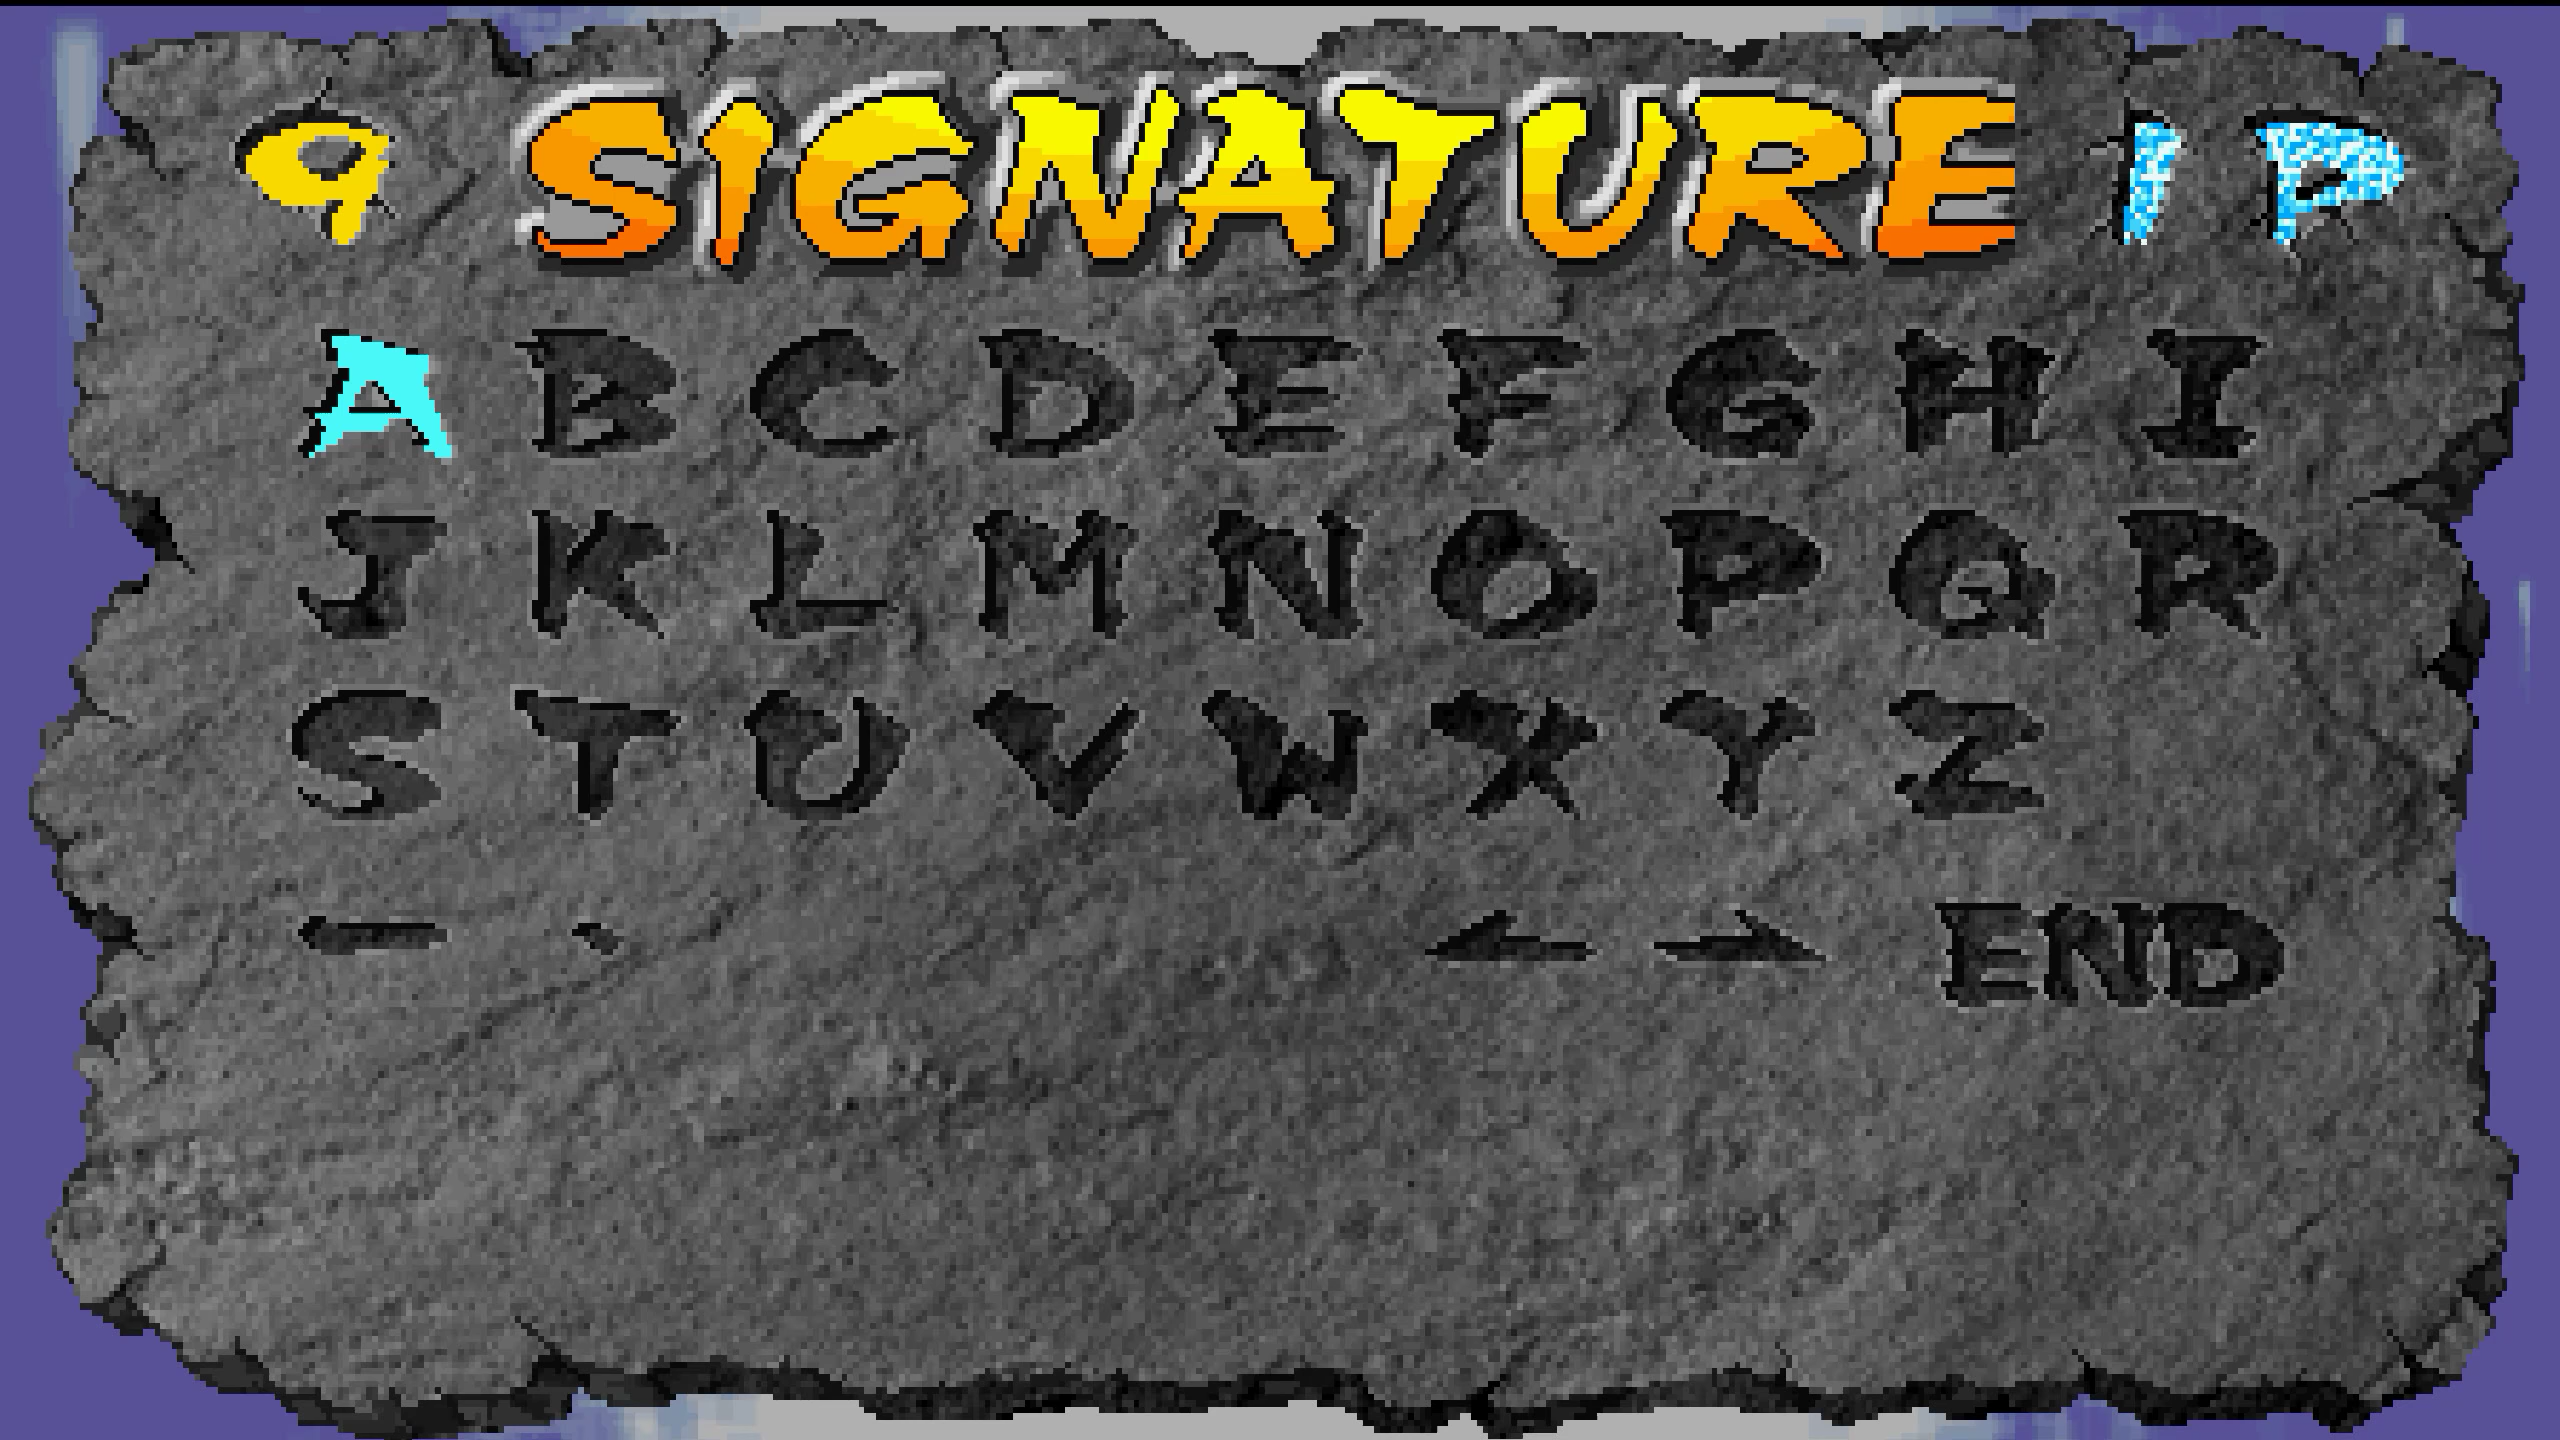 9 SIGNATURE 1P
A B C D E F G H I
J K L M N O P Q R
S T U V W X Y Z
- ` ← → END